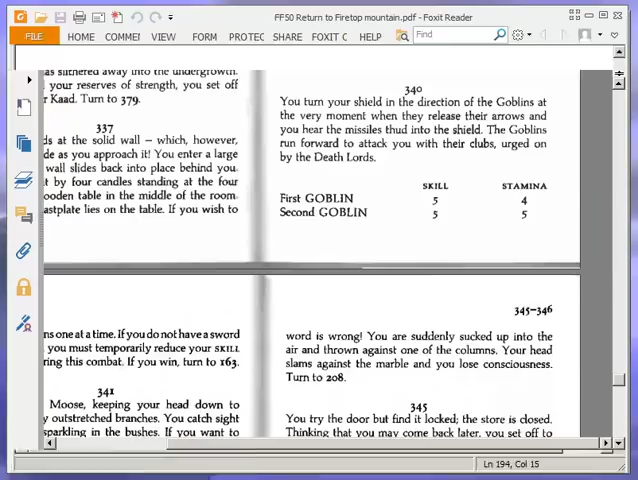 FF50 Return to Firetop mountain.pdf - Foxit Reader
FILE HOME COMMEI VIEW FORM PROTEC SHARE FOXIT C HELP Find
as slithered away into the undergrowth.
your reserves of strength, you set off
r Kaad. Turn to 379.
337
ds at the solid wall – which, however,
de as you approach it! You enter a large
wall slides back into place behind you.
t by four candles standing at the four
ooden table in the middle of the room.
astplate lies on the table. If you wish to
340
You turn your shield in the direction of the Goblins at
the very moment when they release their arrows and
you hear the missiles thud into the shield. The Goblins
run forward to attack you with their clubs, urged on
by the Death Lords.
SKILL STAMINA
First GOBLIN 5 4
Second GOBLIN 5 5
ns one at a time. If you do not have a sword
you must temporarily reduce your SKILL
ring this combat. If you win, turn to 163.
341
Moose, keeping your head down to
y outstretched branches. You catch sight
sparkling in the bushes. If you want to
345–346
word is wrong! You are suddenly sucked up into the
air and thrown against one of the columns. Your head
slams against the marble and you lose consciousness.
Turn to 208.
345
You try the door but find it locked; the store is closed.
Thinking that you may come back later, you set off to
Ln 194, Col 15